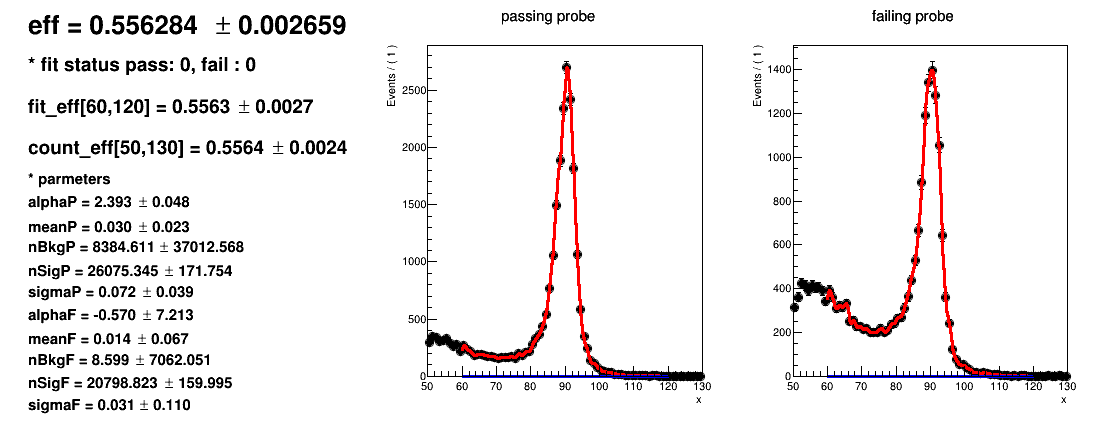 eff = 0.556284 ± 0.002659
* fit status pass: 0, fail : 0
fit_eff[60,120] = 0.5563 ± 0.0027
count_eff[50,130] = 0.5564 ± 0.0024
* parmeters
alphaP = 2.393 ± 0.048
meanP = 0.030 ± 0.023
nBkgP = 8384.611 ± 37012.568
nSigP = 26075.345 ± 171.754
sigmaP = 0.072 ± 0.039
alphaF = -0.570 ± 7.213
meanF = 0.014 ± 0.067
nBkgF = 8.599 ± 7062.051
nSigF = 20798.823 ± 159.995
sigmaF = 0.031 ± 0.110
passing probe
Events / ( 1 )
2500
2000
1500
1000
500
0
50 60 70 80 90 100 110 120 130
x
failing probe
Events / ( 1 )
1400
1200
1000
800
600
400
200
0
50 60 70 80 90 100 110 120 130
x